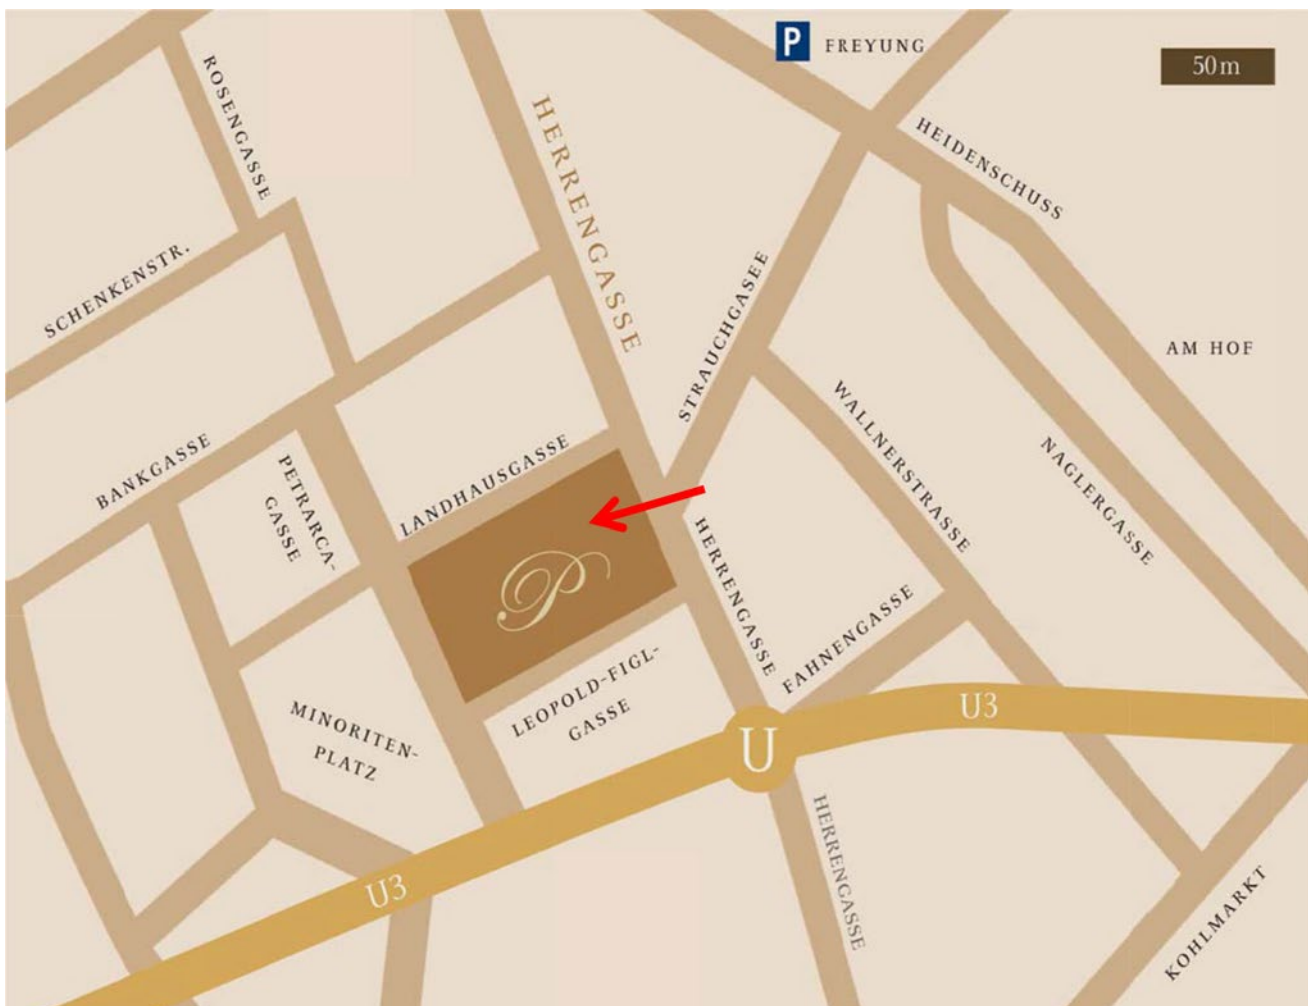 P FREYUNG
50m
ROSENGASSE
HERRENGASSE
HEIDENSCHUSS
SCHENKENSTR.
STRAUCHGASEE
AM HOF
WALLNERSTRASSE
NAGLERGASSE
BANKGASSE
PETRARCA-
GASSE
LANDHAUSGASSE
P
HERRENGASSE
FAHNENGASSE
LEOPOLD-FIGL-
GASSE
MINORITEN-
PLATZ
U3
U
U3
HERRENGASSE
KOHLMARKT